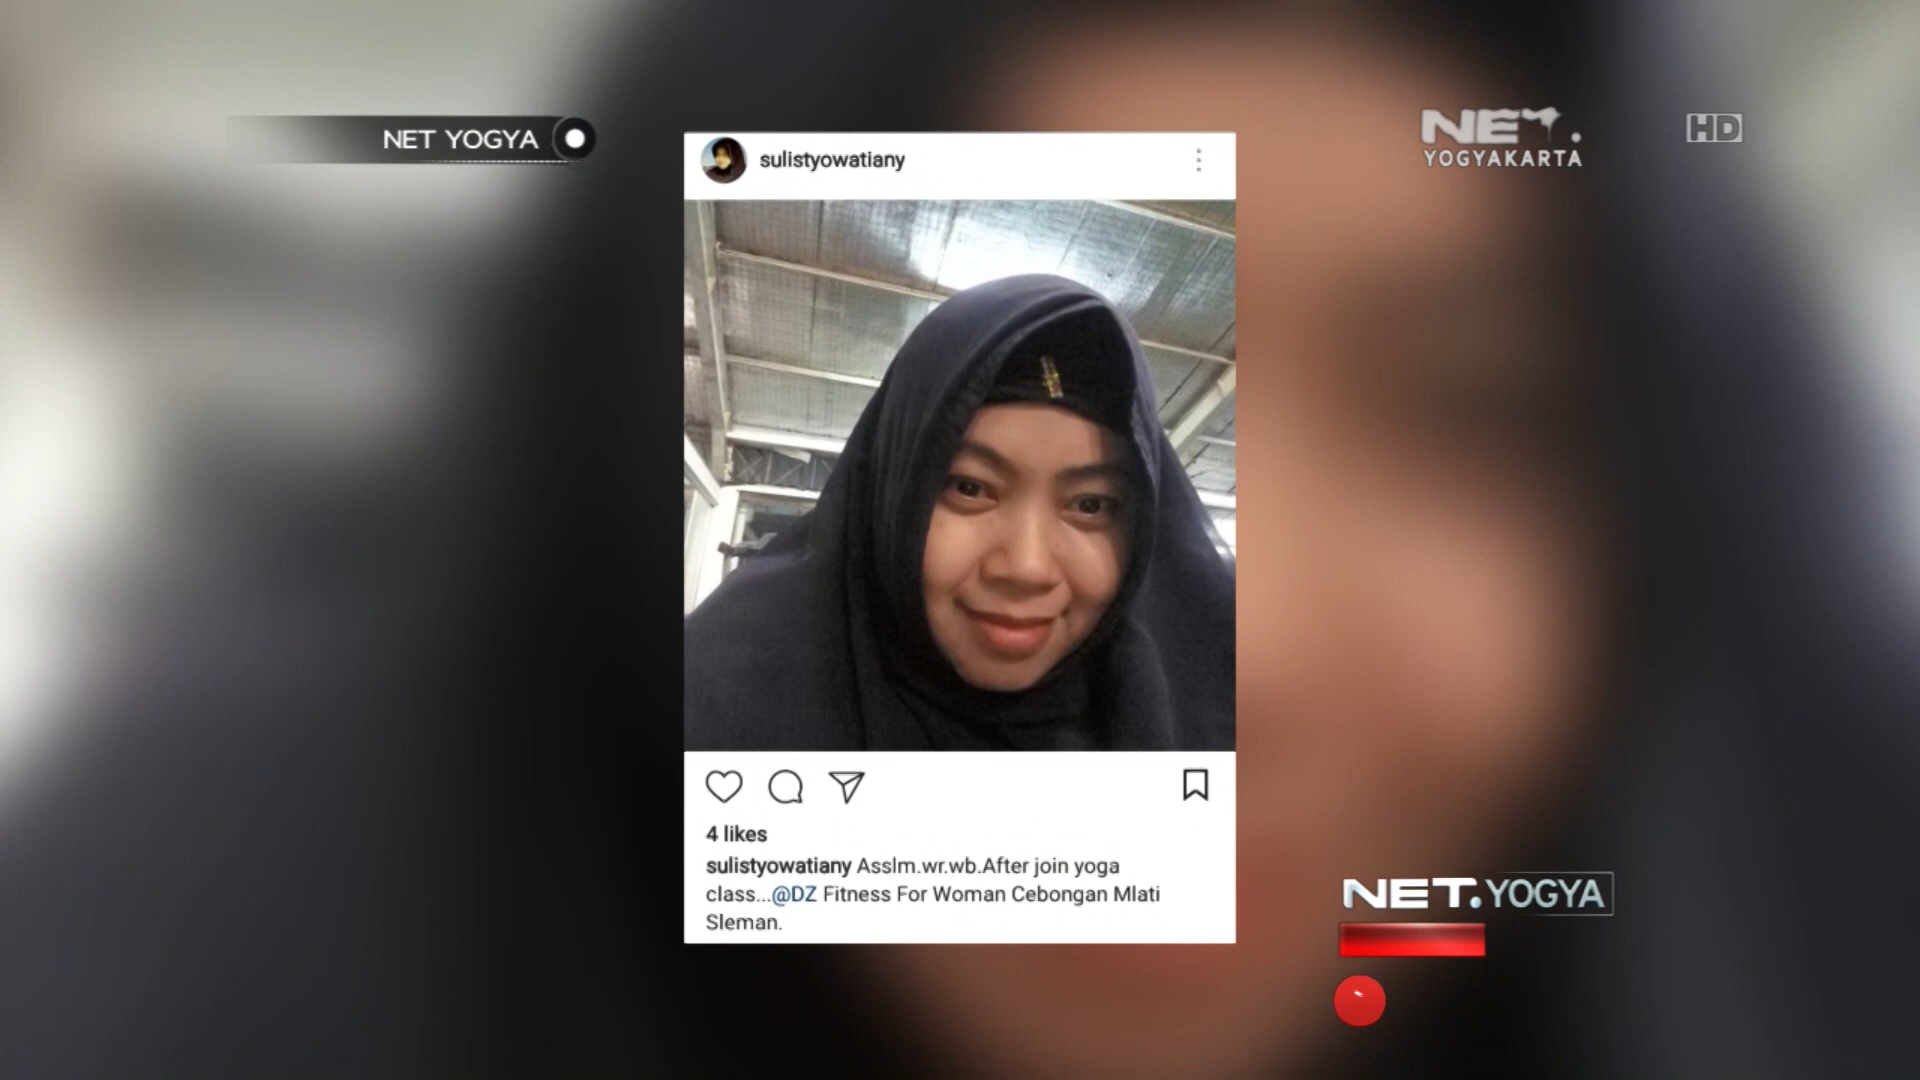 NET YOGYA
NET.
YOGYAKARTA
HD
sulistyowatiany
4 likes
sulistyowatiany Asslm.wr.wb.After join yoga
class...@DZ Fitness For Woman Cebongan Mlati
Sleman.
NET.YOGYA